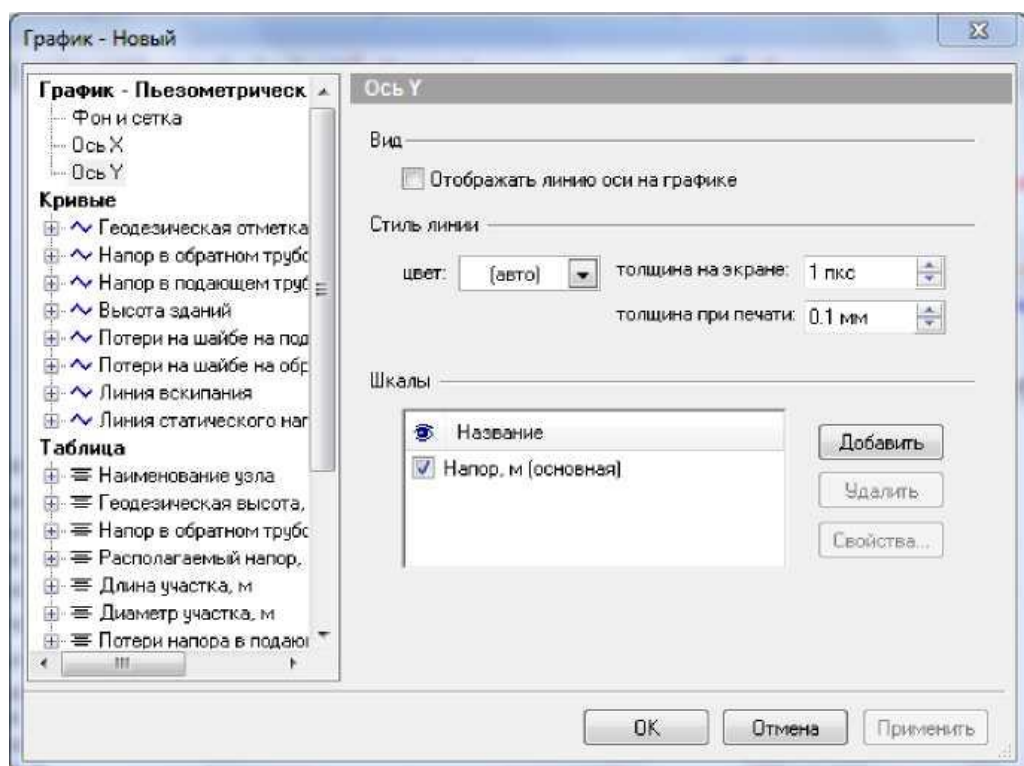 График - Новый
График - Пьезометрическ
Фон и сетка
Ось X
Ось Y
Кривые
Геодезическая отметка
Напор в обратном трубо
Напор в подающем труб
Высота зданий
Потери на шайбе на под
Потери на шайбе на обр
Линия вскипания
Линия статического нап
Таблица
Наименование узла
Геодезическая высота,
Напор в обратном трубо
Располагаемый напор,
Длина участка, м
Диаметр участка, м
Потери напора в подаю
Ось Y
Вид
Отображать линию оси на графике
Стиль линии
цвет: (авто) толщина на экране: 1 пкс
толщина при печати: 0.1 мм
Шкалы
Название
Напор, м (основная)
Добавить
Удалить
Свойства...
OK Отмена Применить